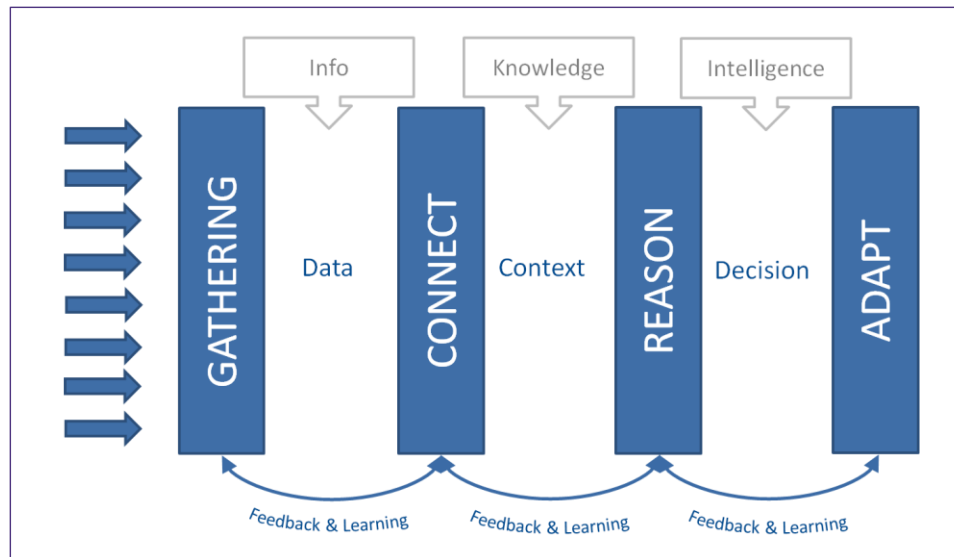 Info
Knowledge
Intelligence
GATHERING
Data
CONNECT
Context
REASON
Decision
ADAPT
Feedback & Learning
Feedback & Learning
Feedback & Learning